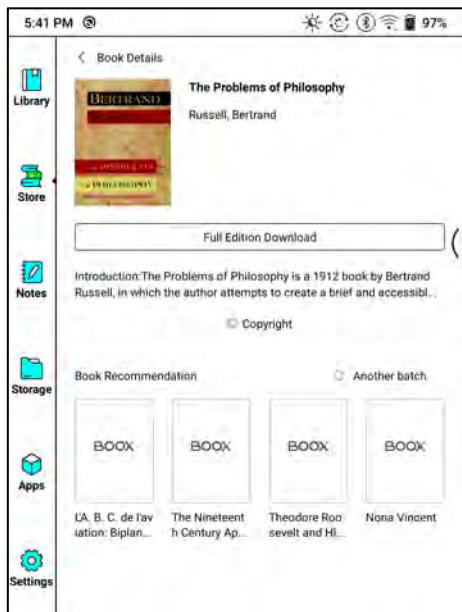 5:41 PM
97%
Library
Store
Notes
Storage
Apps
Settings
Book Details
BERTRAND
The Problems of Philosophy
Russell, Bertrand
Full Edition Download
Introduction:The Problems of Philosophy is a 1912 book by Bertrand
Russell, in which the author attempts to create a brief and accessibl...
© Copyright
Book Recommendation
Another batch
BOOX
BOOX
BOOX
BOOX
L'A. B. C. de l'av
iation: Biplan...
The Nineteent
h Century Ap...
Theodore Roo
sevelt and Hi...
Nona Vincent